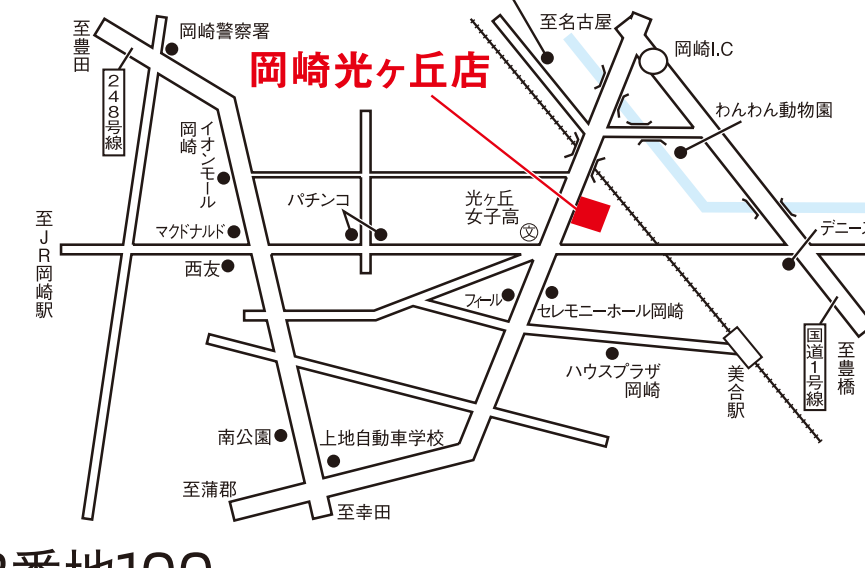 至豊田
岡崎警察署
至名古屋
岡崎I.C
岡崎光ヶ丘店
248号線
わんわん動物園
イオンモール
岡崎
パチンコ
光ヶ丘
女子高
文
マクドナルド
デニーズ
至JR岡崎駅
西友
フィール
セレモニーホール岡崎
国道1号線
至豊橋
ハウスプラザ
岡崎
美合駅
南公園
上地自動車学校
至蒲郡
至幸田
番地100